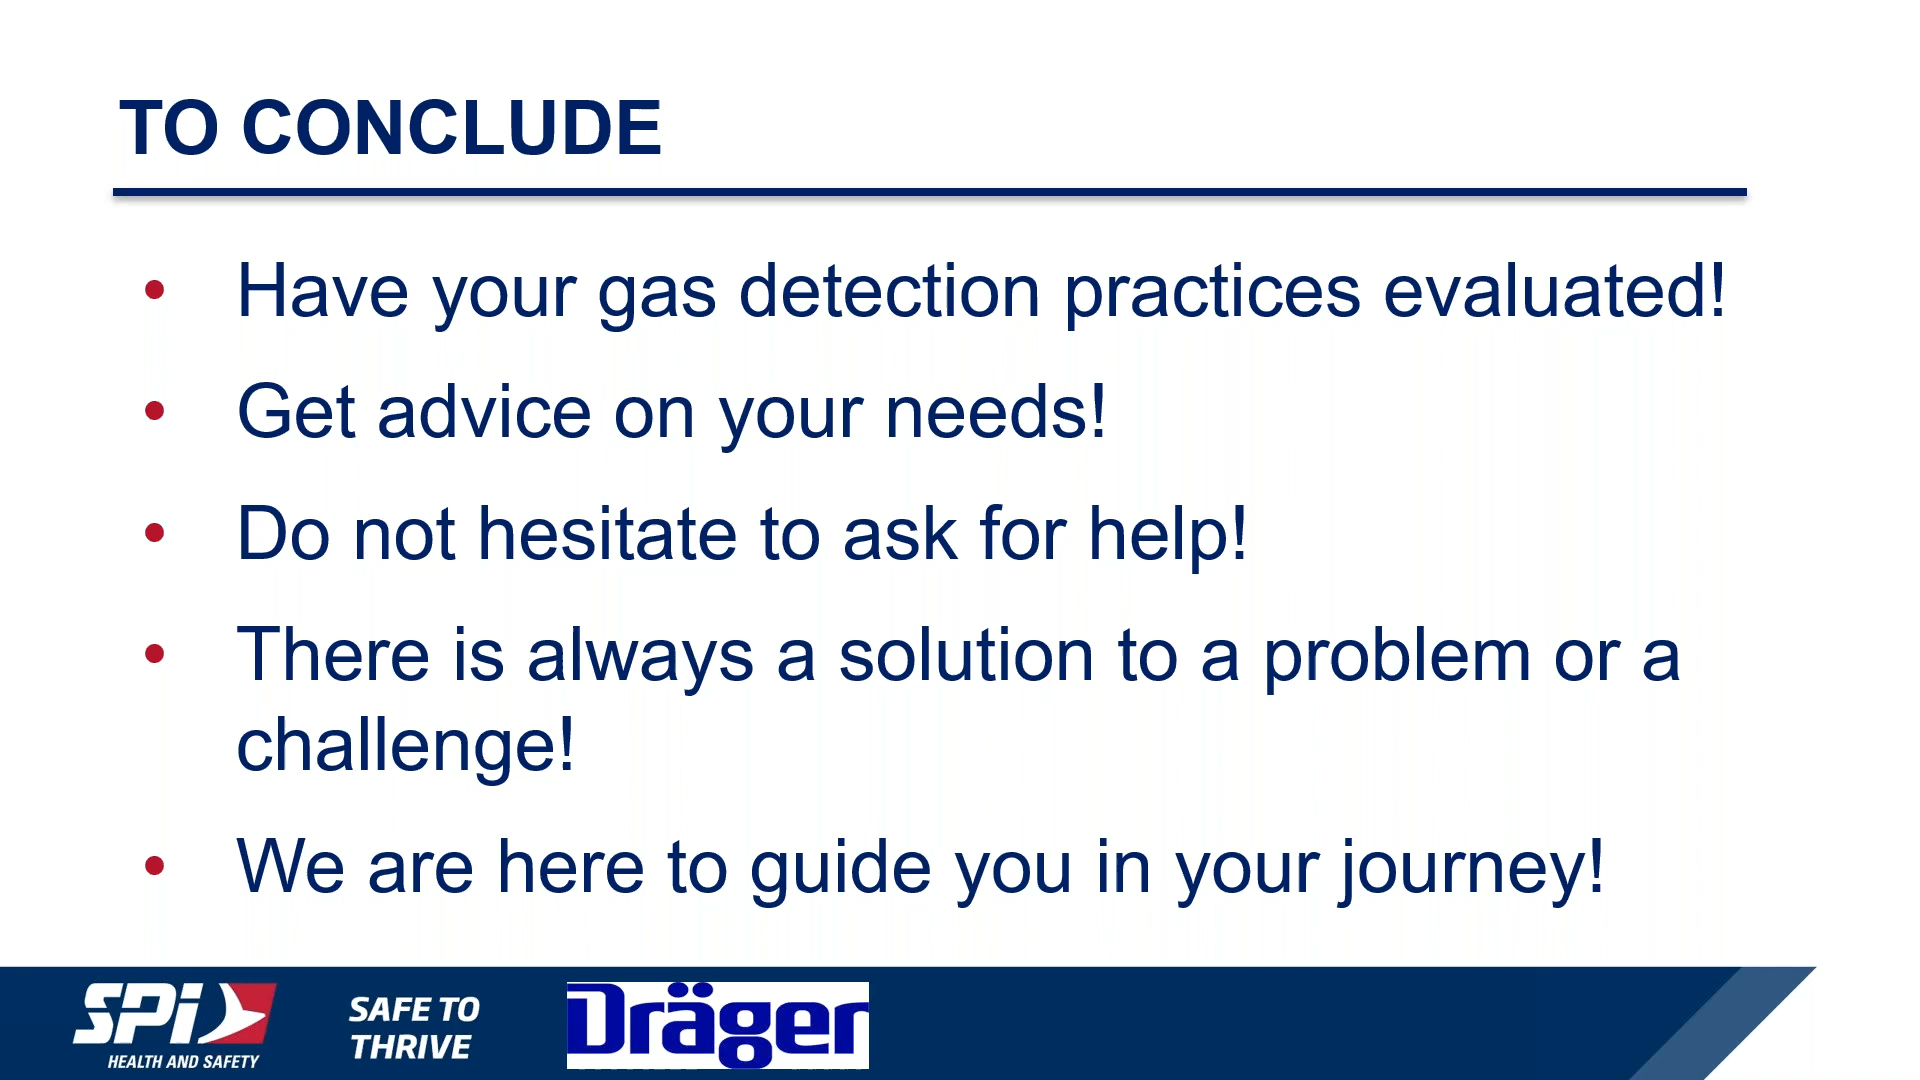 TO CONCLUDE
• Have your gas detection practices evaluated!
• Get advice on your needs!
• Do not hesitate to ask for help!
• There is always a solution to a problem or a
challenge!
• We are here to guide you in your journey!
SPi
HEALTH AND SAFETY
SAFE TO
THRIVE
Dräger